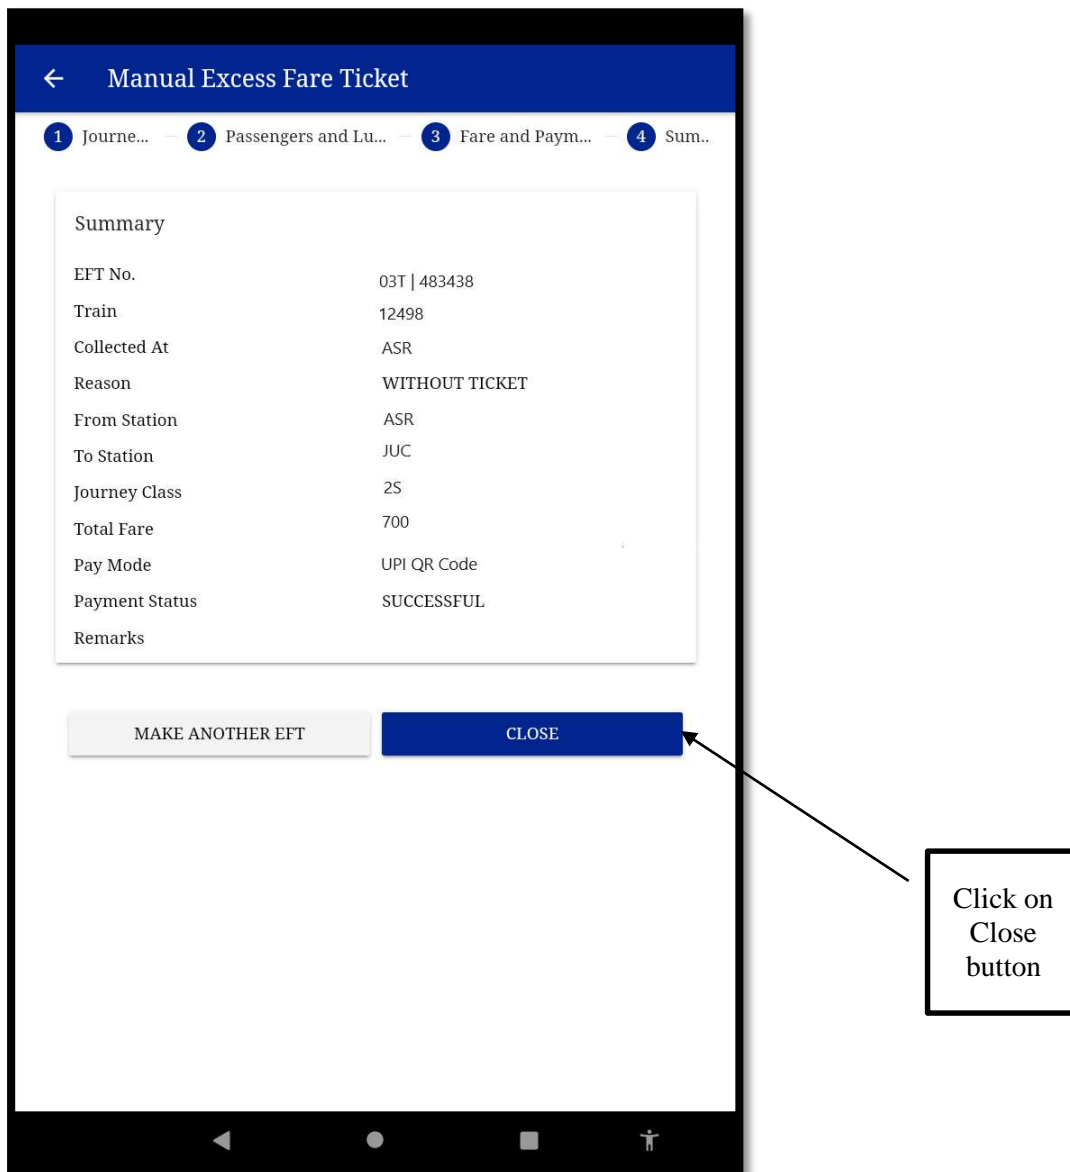 Manual Excess Fare Ticket
1 Journe... 2 Passengers and Lu... 3 Fare and Paym... 4 Sum..
Summary
EFT No. 03T | 483438
Train 12498
Collected At ASR
Reason WITHOUT TICKET
From Station ASR
To Station JUC
Journey Class 2S
Total Fare 700
Pay Mode UPI QR Code
Payment Status SUCCESSFUL
Remarks
MAKE ANOTHER EFT CLOSE
Click on
Close
button